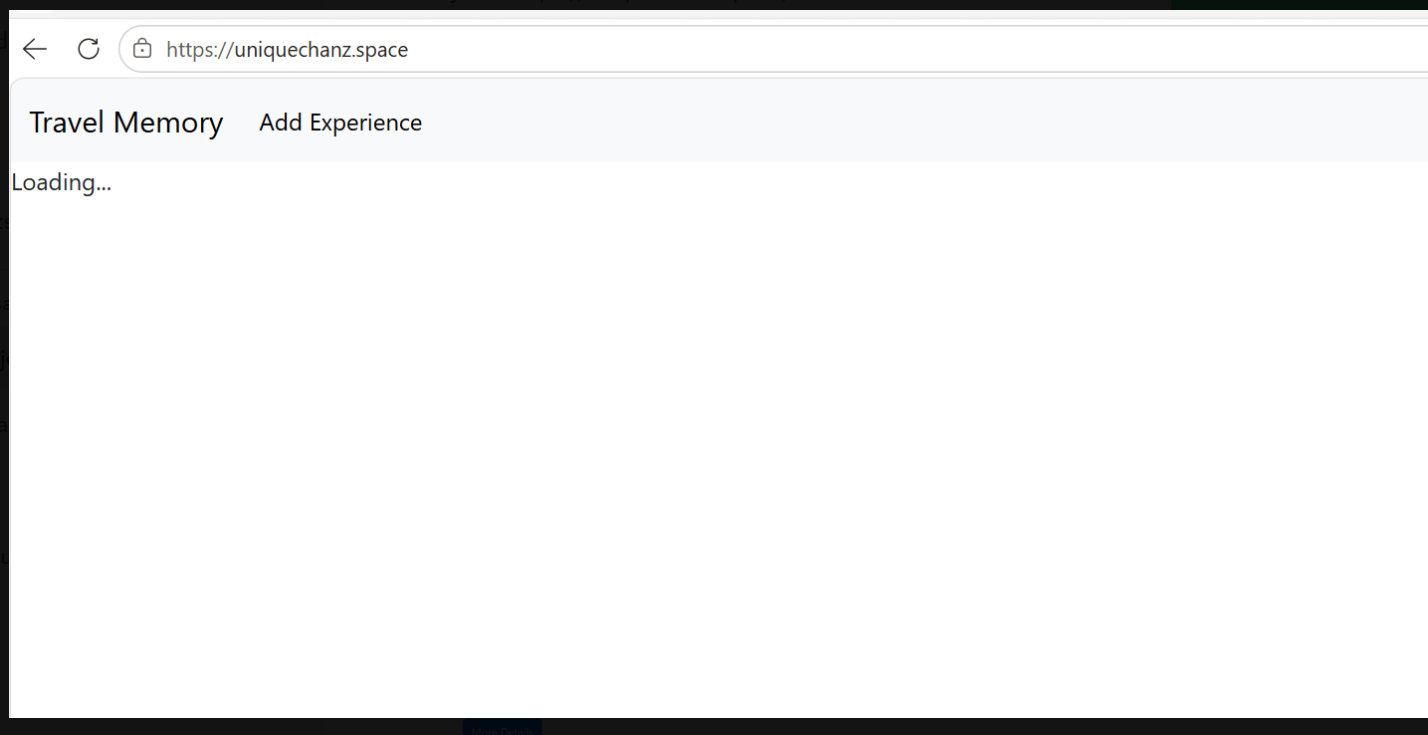 https://uniquechanz.space
Travel Memory Add Experience
Loading...